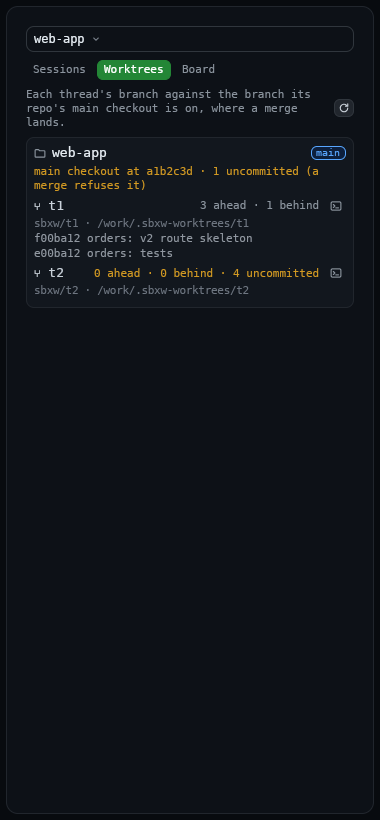 web-app
Sessions Worktrees Board
Each thread's branch against the branch its
repo's main checkout is on, where a merge
lands.
web-app main
main checkout at a1b2c3d · 1 uncommitted (a
merge refuses it)
t1 3 ahead · 1 behind
sbxw/t1 · /work/.sbxw-worktrees/t1
f00ba12 orders: v2 route skeleton
e00ba12 orders: tests
t2 0 ahead · 0 behind · 4 uncommitted
sbxw/t2 · /work/.sbxw-worktrees/t2